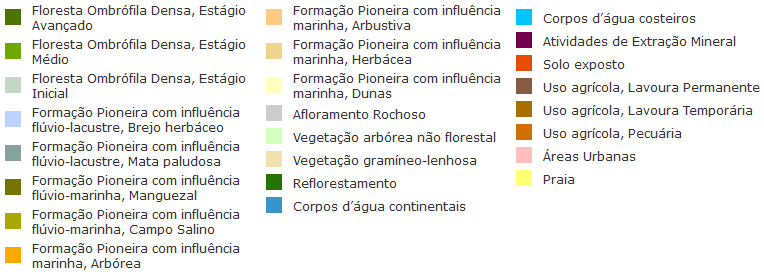 Floresta Ombrófila Densa, Estágio
Avançado
Floresta Ombrófila Densa, Estágio
Médio
Floresta Ombrófila Densa, Estágio
Inicial
Formação Pioneira com influência
flúvio-lacustre, Brejo herbáceo
Formação Pioneira com influência
flúvio-lacustre, Mata paludosa
Formação Pioneira com influência
flúvio-marinha, Manguezal
Formação Pioneira com influência
flúvio-marinha, Campo Salino
Formação Pioneira com influência
marinha, Arbórea
Formação Pioneira com influência
marinha, Arbustiva
Formação Pioneira com influência
marinha, Herbácea
Formação Pioneira com influência
marinha, Dunas
Afloramento Rochoso
Vegetação arbórea não florestal
Vegetação gramíneo-lenhosa
Reflorestamento
Corpos d´água continentais
Corpos d´água costeiros
Atividades de Extração Mineral
Solo exposto
Uso agrícola, Lavoura Permanente
Uso agrícola, Lavoura Temporária
Uso agrícola, Pecuária
Áreas Urbanas
Praia